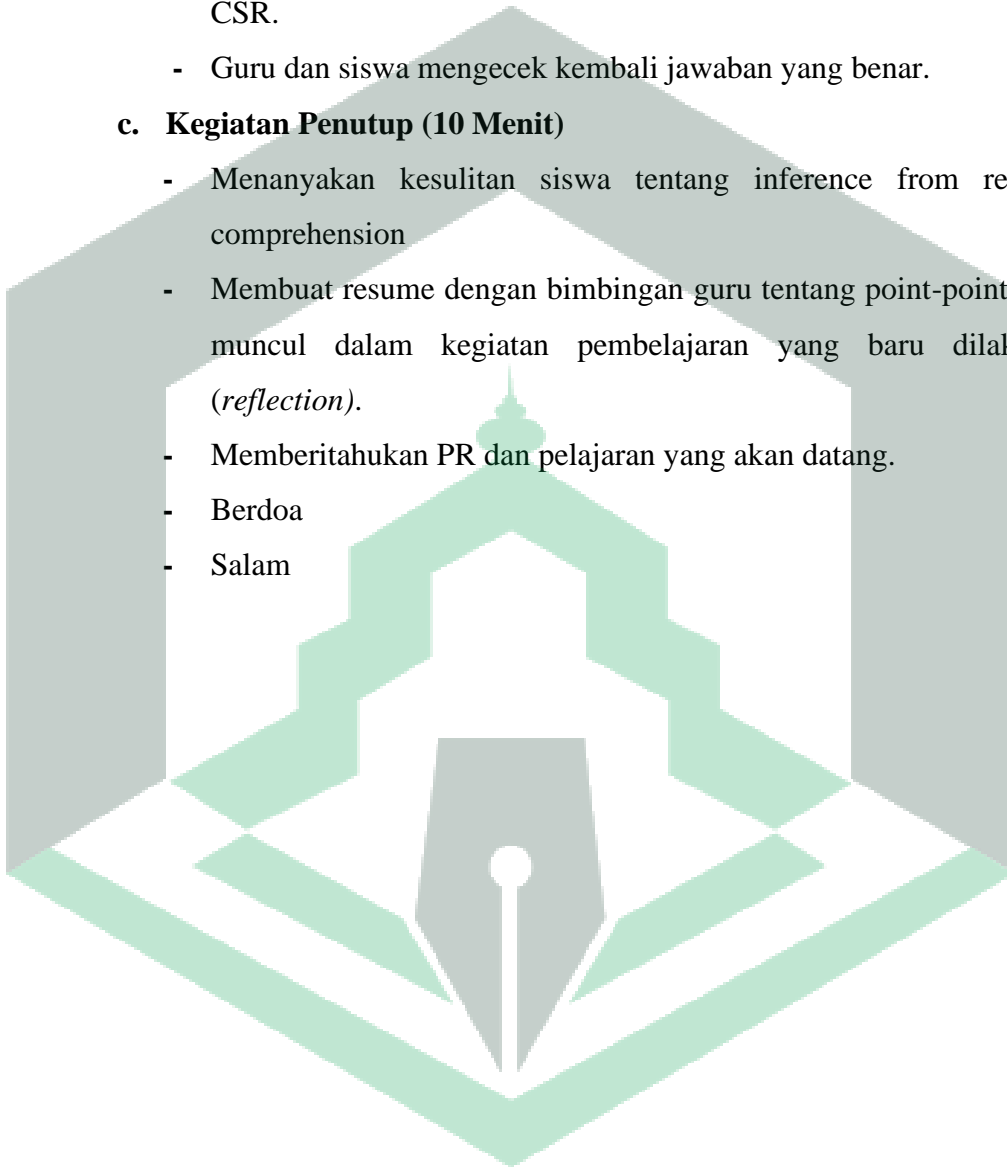 CSR.
- Guru dan siswa mengecek kembali jawaban yang benar.
c. Kegiatan Penutup (10 Menit)
- Menanyakan kesulitan siswa tentang inference from re
comprehension
- Membuat resume dengan bimbingan guru tentang point-point
muncul dalam kegiatan pembelajaran yang baru dilak
(reflection).
- Memberitahukan PR dan pelajaran yang akan datang.
- Berdoa
- Salam